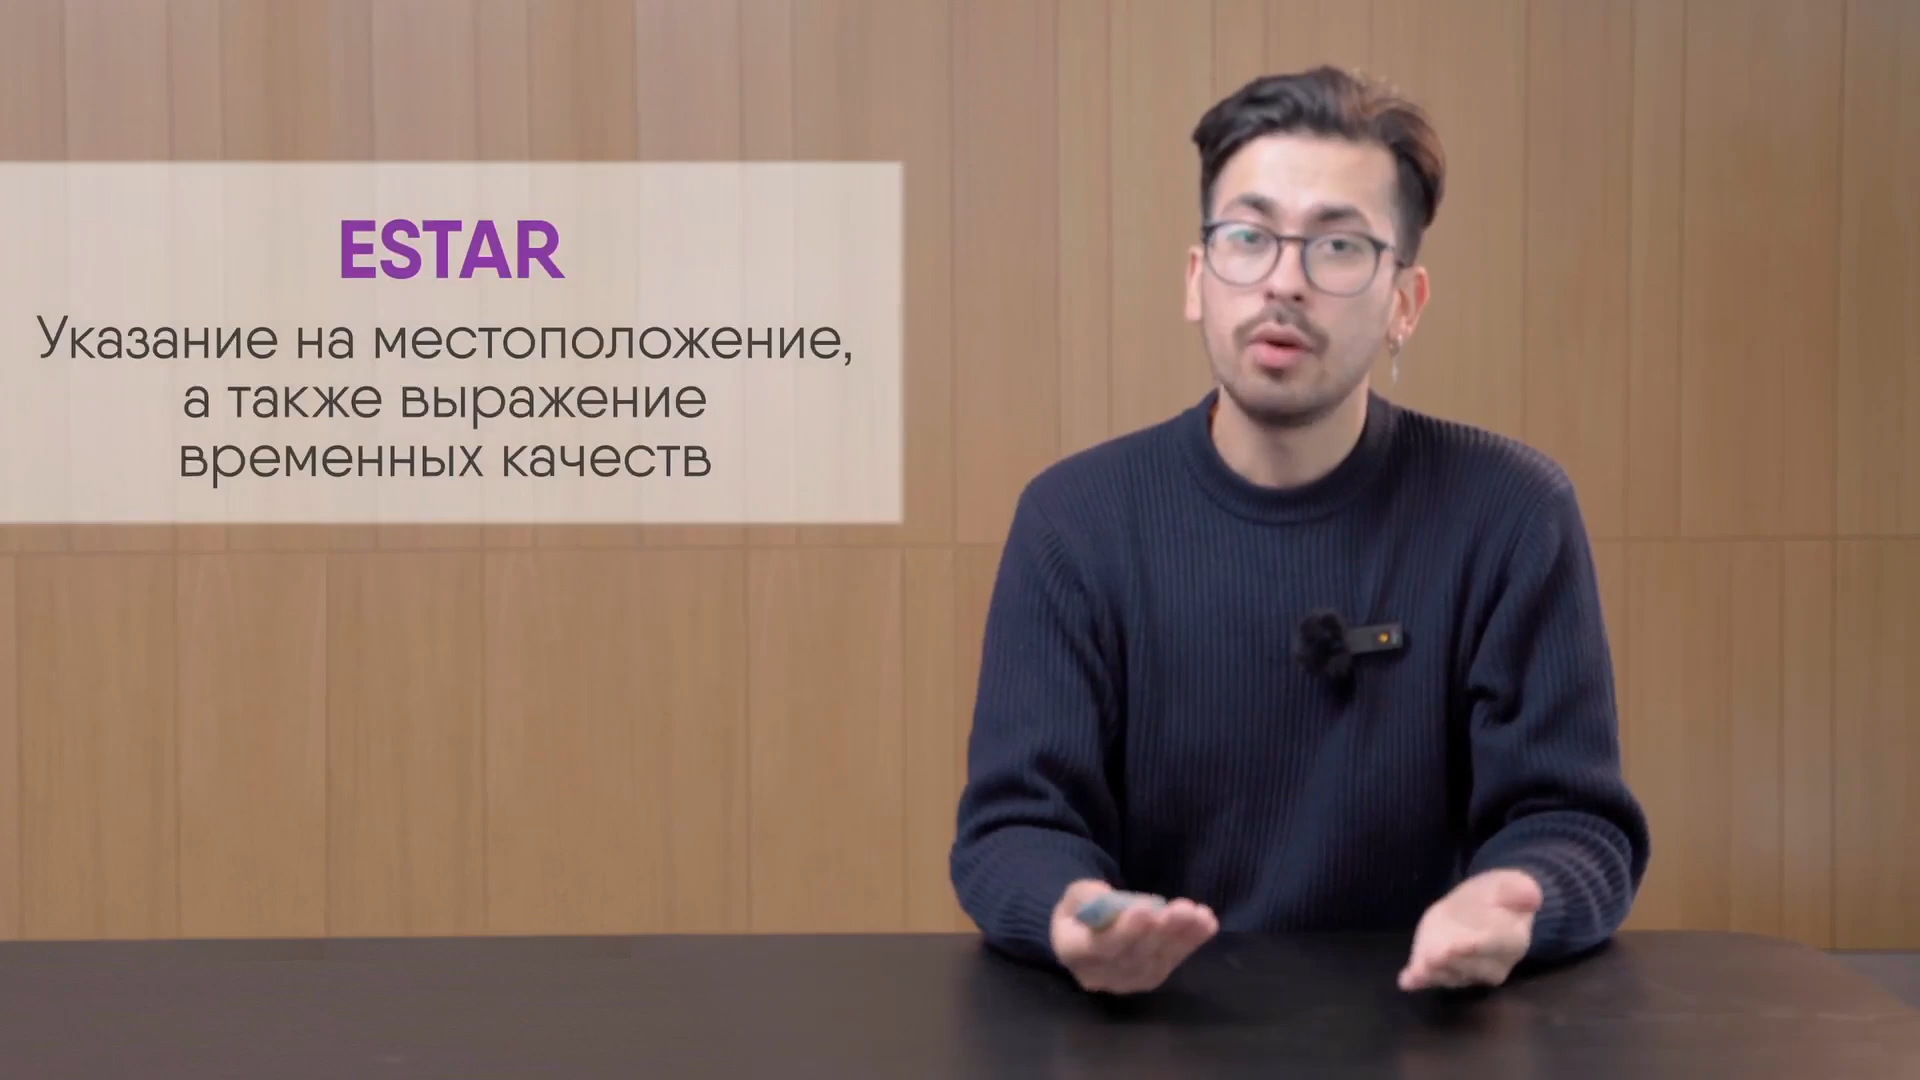 ESTAR
Указание на местоположение,
а также выражение
временных качеств